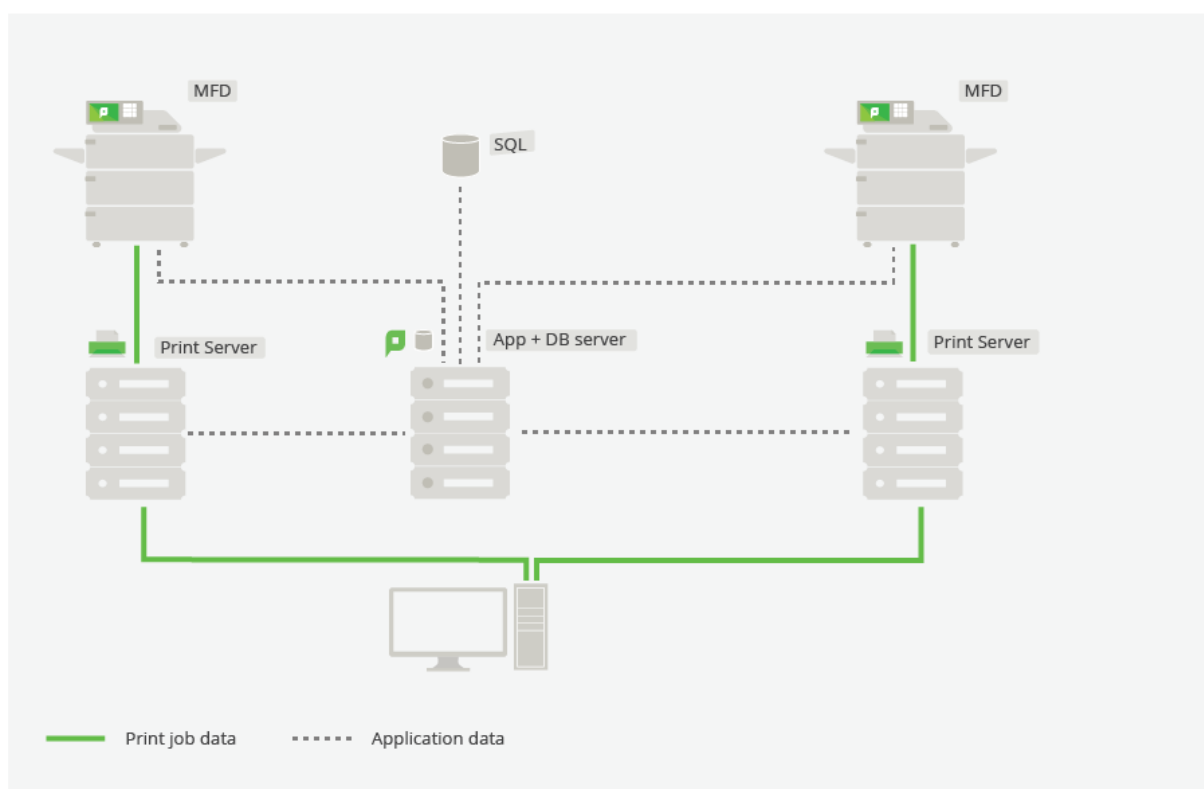 MFD
MFD
SQL
Print Server
App + DB server
Print Server
Print job data
Application data